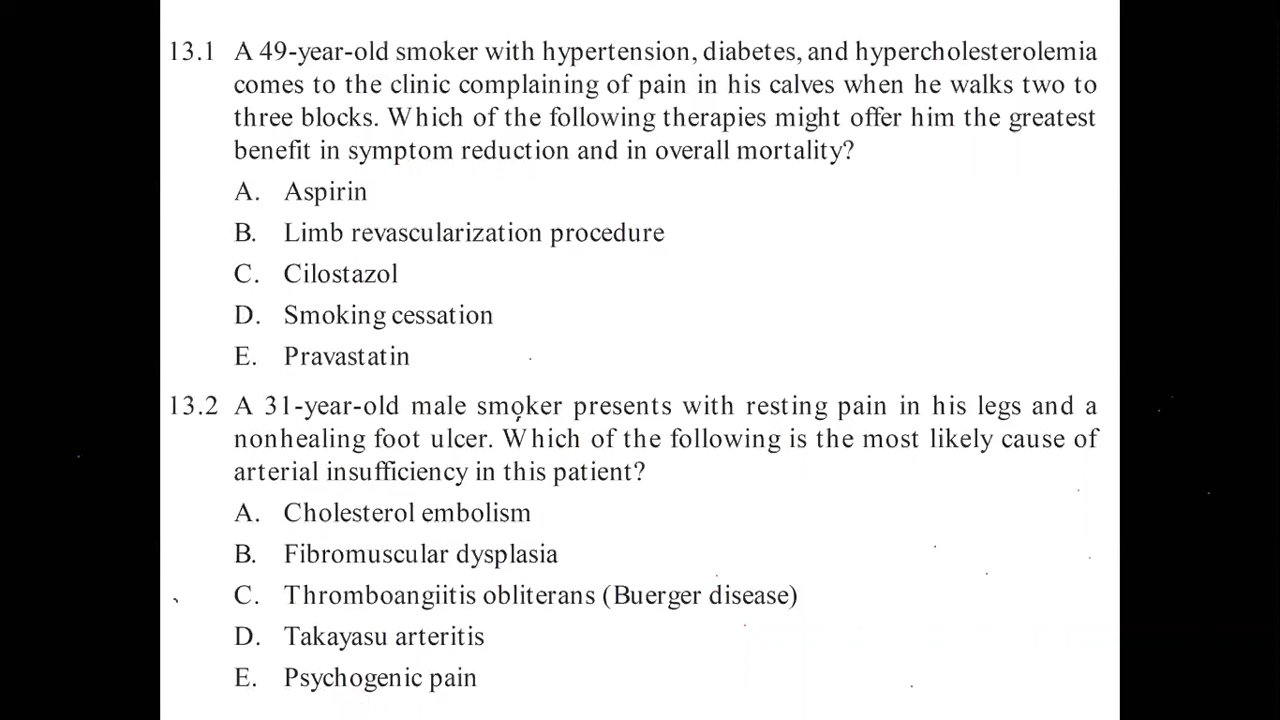 13.1 A 49-year-old smoker with hypertension, diabetes, and hypercholesterolemia
comes to the clinic complaining of pain in his calves when he walks two to
three blocks. Which of the following therapies might offer him the greatest
benefit in symptom reduction and in overall mortality?
A. Aspirin
B. Limb revascularization procedure
C. Cilostazol
D. Smoking cessation
E. Pravastatin
13.2 A 31-year-old male smoker presents with resting pain in his legs and a
nonhealing foot ulcer. Which of the following is the most likely cause of
arterial insufficiency in this patient?
A. Cholesterol embolism
B. Fibromuscular dysplasia
C. Thromboangiitis obliterans (Buerger disease)
D. Takayasu arteritis
E. Psychogenic pain